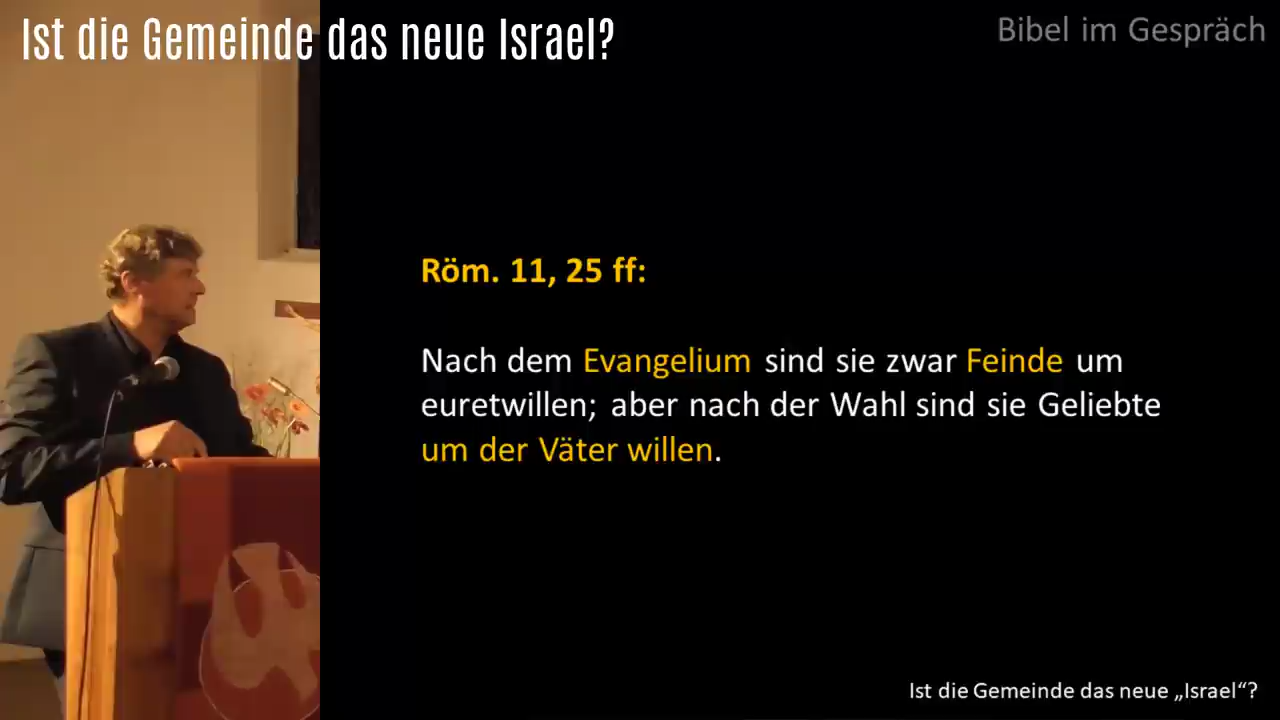 Ist die Gemeinde das neue Israel?
Bibel im Gespräch
Röm. 11, 25 ff:
Nach dem Evangelium sind sie zwar Feinde um
euretwillen; aber nach der Wahl sind sie Geliebte
um der Väter willen.
Ist die Gemeinde das neue „Israel“?